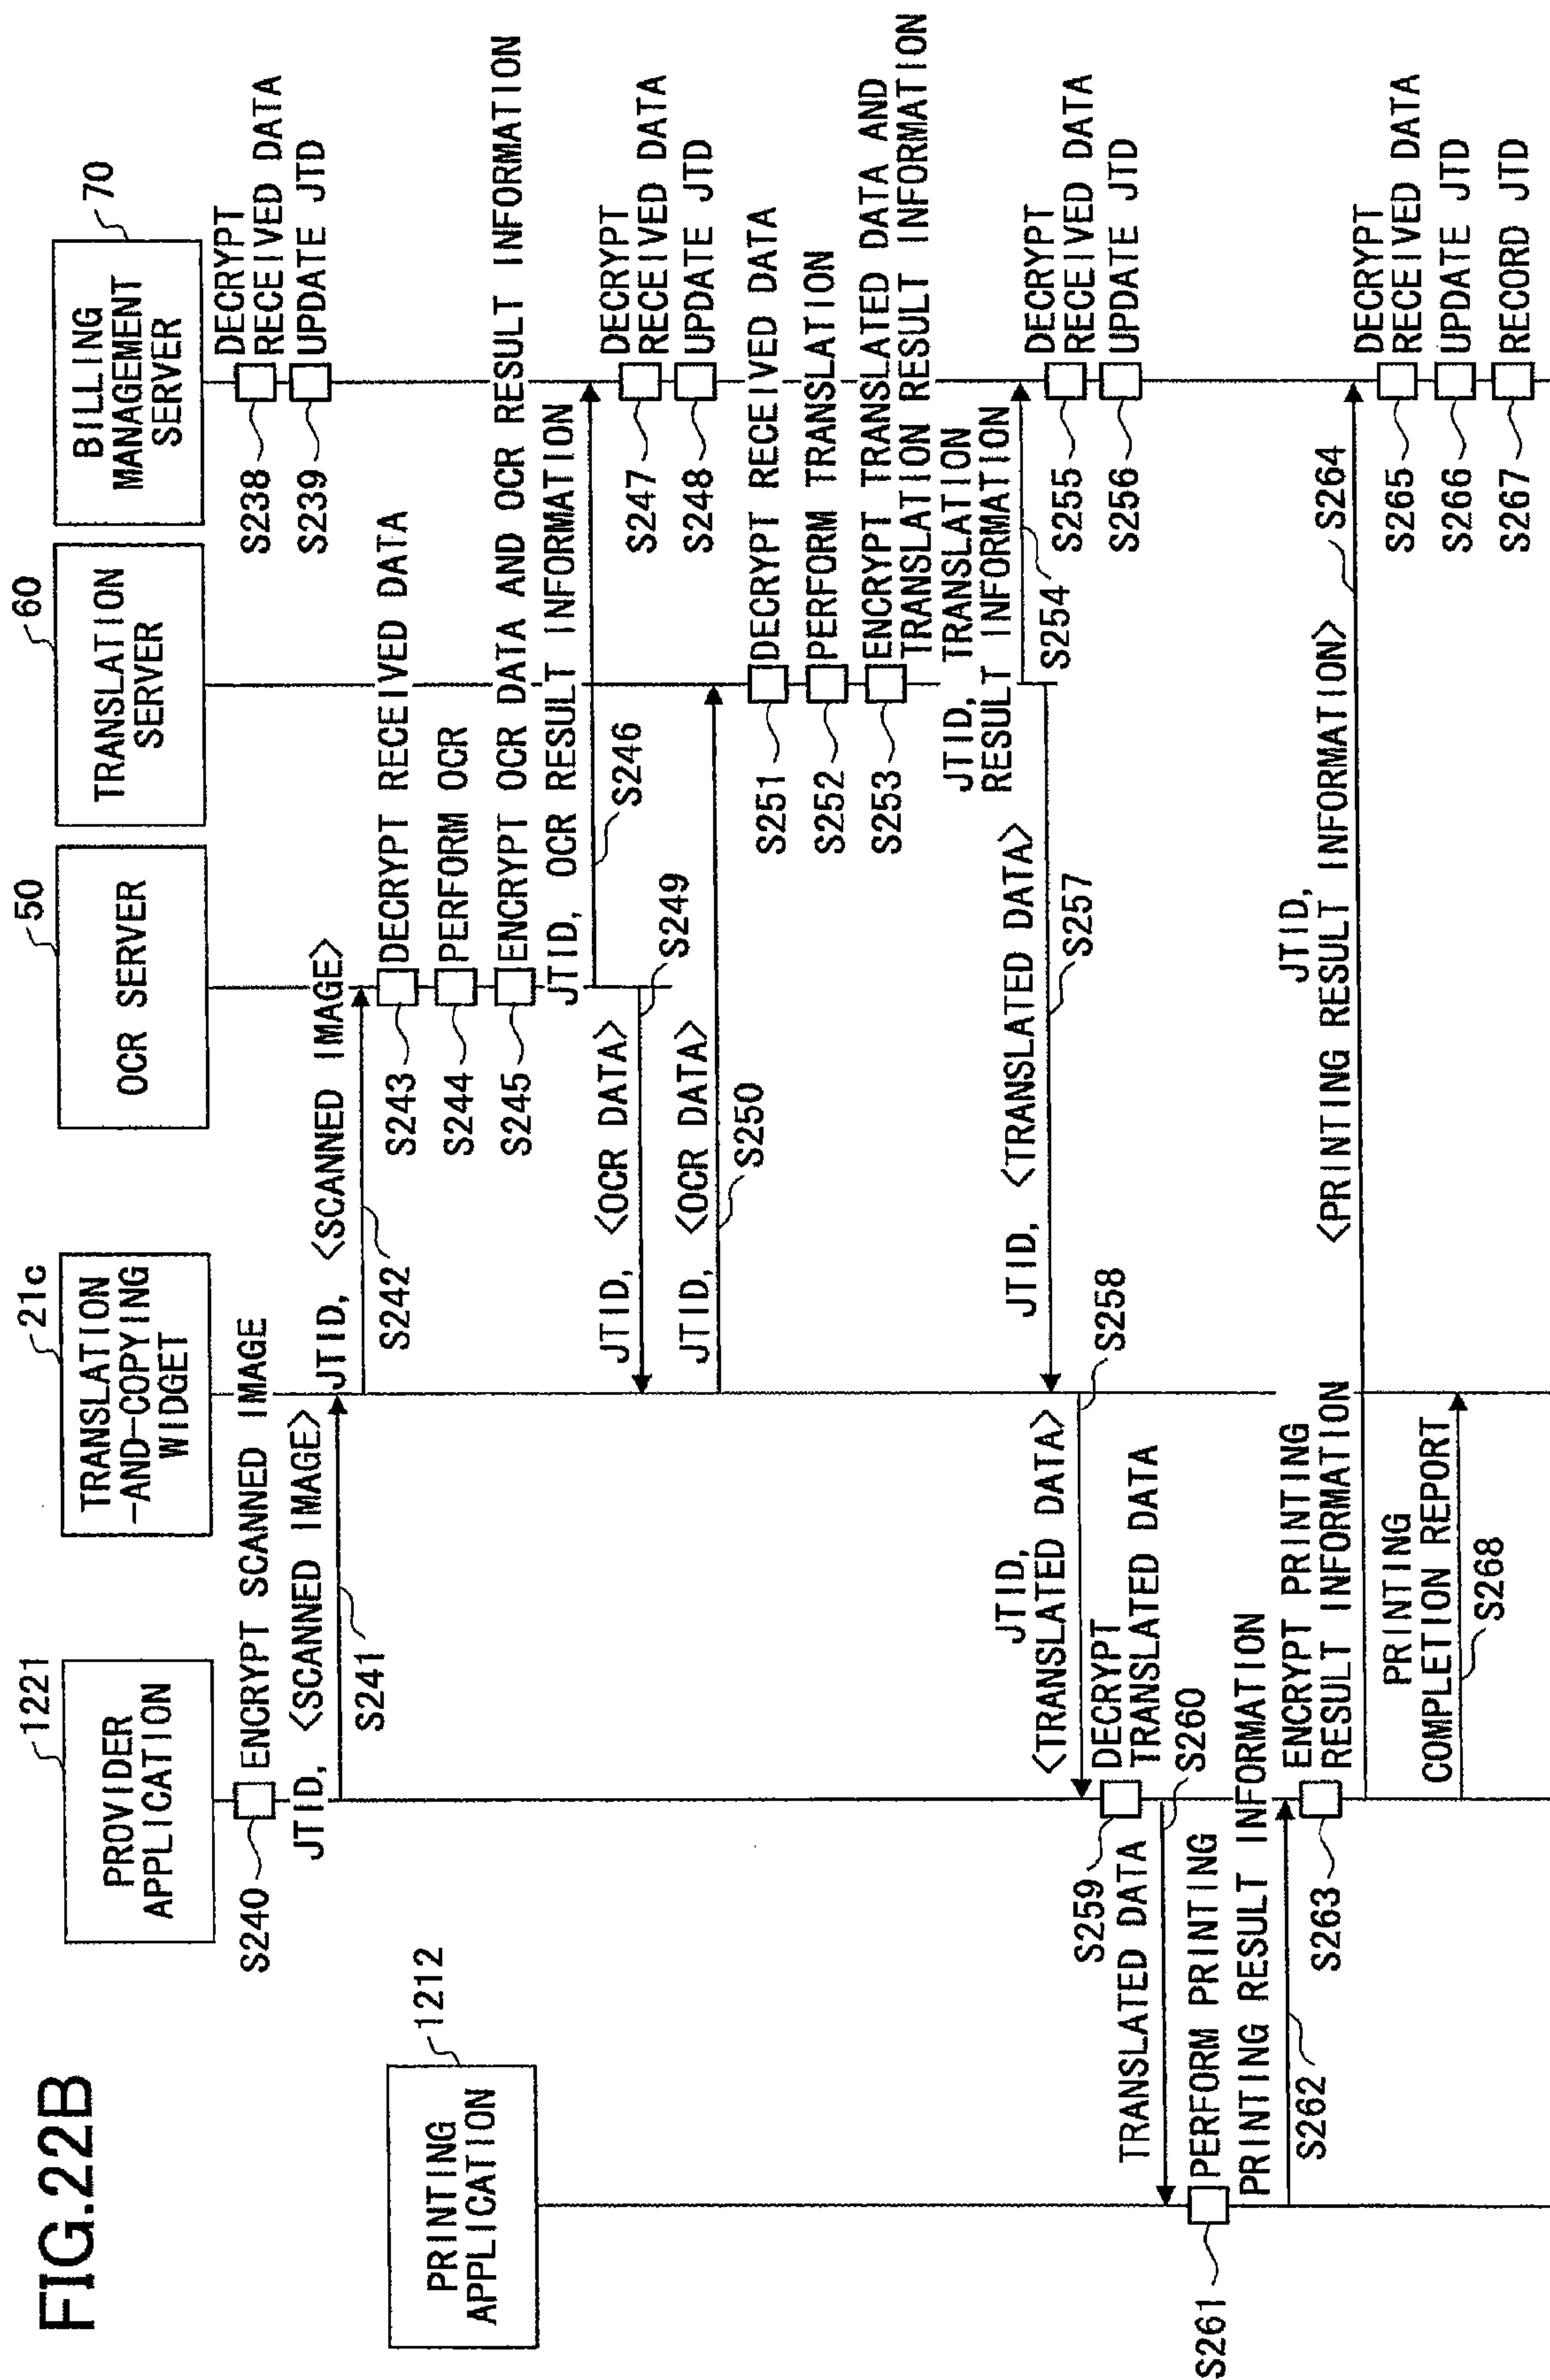 FIG.22B
PRINTING
APPLICATION
1212
PROVIDER
APPLICATION
1221
TRANSLATION
-AND-COPYING
WIDGET
21c
OCR SERVER
50
TRANSLATION
SERVER
60
BILLING
MANAGEMENT
SERVER
70
S238
DECRYPT
RECEIVED DATA
S239
UPDATE JTD
S240
ENCRYPT SCANNED IMAGE
JTID, <SCANNED IMAGE>
S241
JTID, <SCANNED IMAGE>
S242
S243
DECRYPT RECEIVED DATA
S244
PERFORM OCR
S245
ENCRYPT OCR DATA AND OCR RESULT INFORMATION
JTID, OCR RESULT INFORMATION
S246
S247
DECRYPT
RECEIVED DATA
S248
UPDATE JTD
JTID, <OCR DATA>
S249
JTID, <OCR DATA>
S250
S251
DECRYPT RECEIVED DATA
S252
PERFORM TRANSLATION
S253
ENCRYPT TRANSLATED DATA AND
TRANSLATION RESULT INFORMATION
JTID, TRANSLATION
RESULT INFORMATION
S254
S255
DECRYPT
RECEIVED DATA
S256
UPDATE JTD
JTID, <TRANSLATED DATA>
S257
JTID,
<TRANSLATED DATA>
S258
S259
DECRYPT
TRANSLATED DATA
TRANSLATED DATA
S260
S261
PERFORM PRINTING
PRINTING RESULT INFORMATION
S262
S263
ENCRYPT PRINTING
RESULT INFORMATION
JTID,
<PRINTING RESULT INFORMATION>
S264
S265
DECRYPT
RECEIVED DATA
S266
UPDATE JTD
S267
RECORD JTD
PRINTING
COMPLETION REPORT
S268